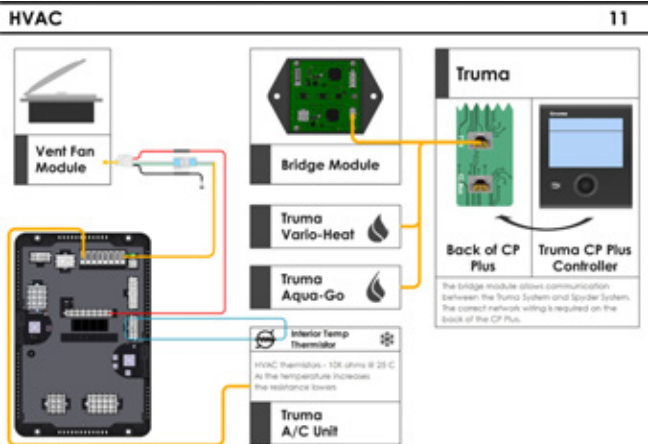 HVAC 11
Vent Fan
Module
Bridge Module
Truma
Vario-Heat
Truma
Aqua-Go
Truma
Back of CP
Plus
Truma CP Plus
Controller
The bridge module allows communication
between the Truma System and Spyder System.
The correct network wiring is required on the
back of the CP Plus.
Interior Temp
Thermistor
HVAC thermistors - 10K ohms @ 25 C
As the temperature increases
the resistance lowers
Truma
A/C Unit